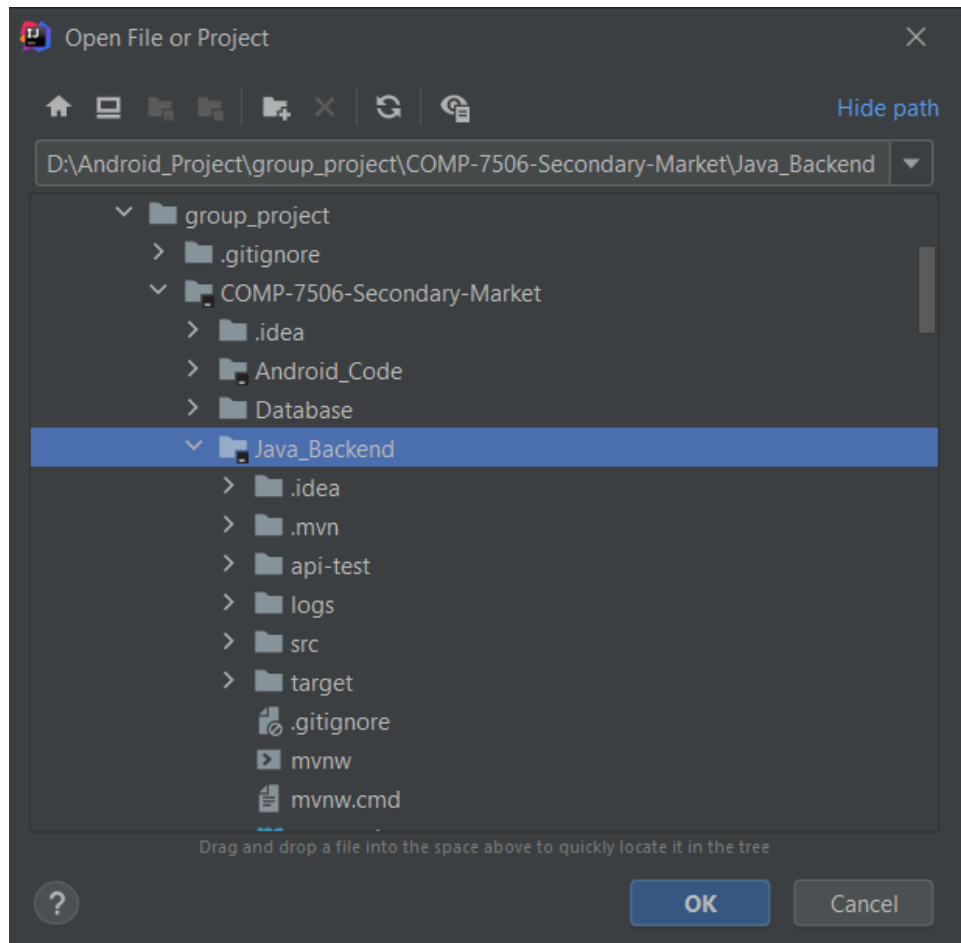 Open File or Project
Hide path
D:\Android_Project\group_project\COMP-7506-Secondary-Market\Java_Backend
group_project
.gitignore
COMP-7506-Secondary-Market
.idea
Android_Code
Database
Java_Backend
.idea
.mvn
api-test
logs
src
target
.gitignore
mvnw
mvnw.cmd
Drag and drop a file into the space above to quickly locate it in the tree
?
OK
Cancel